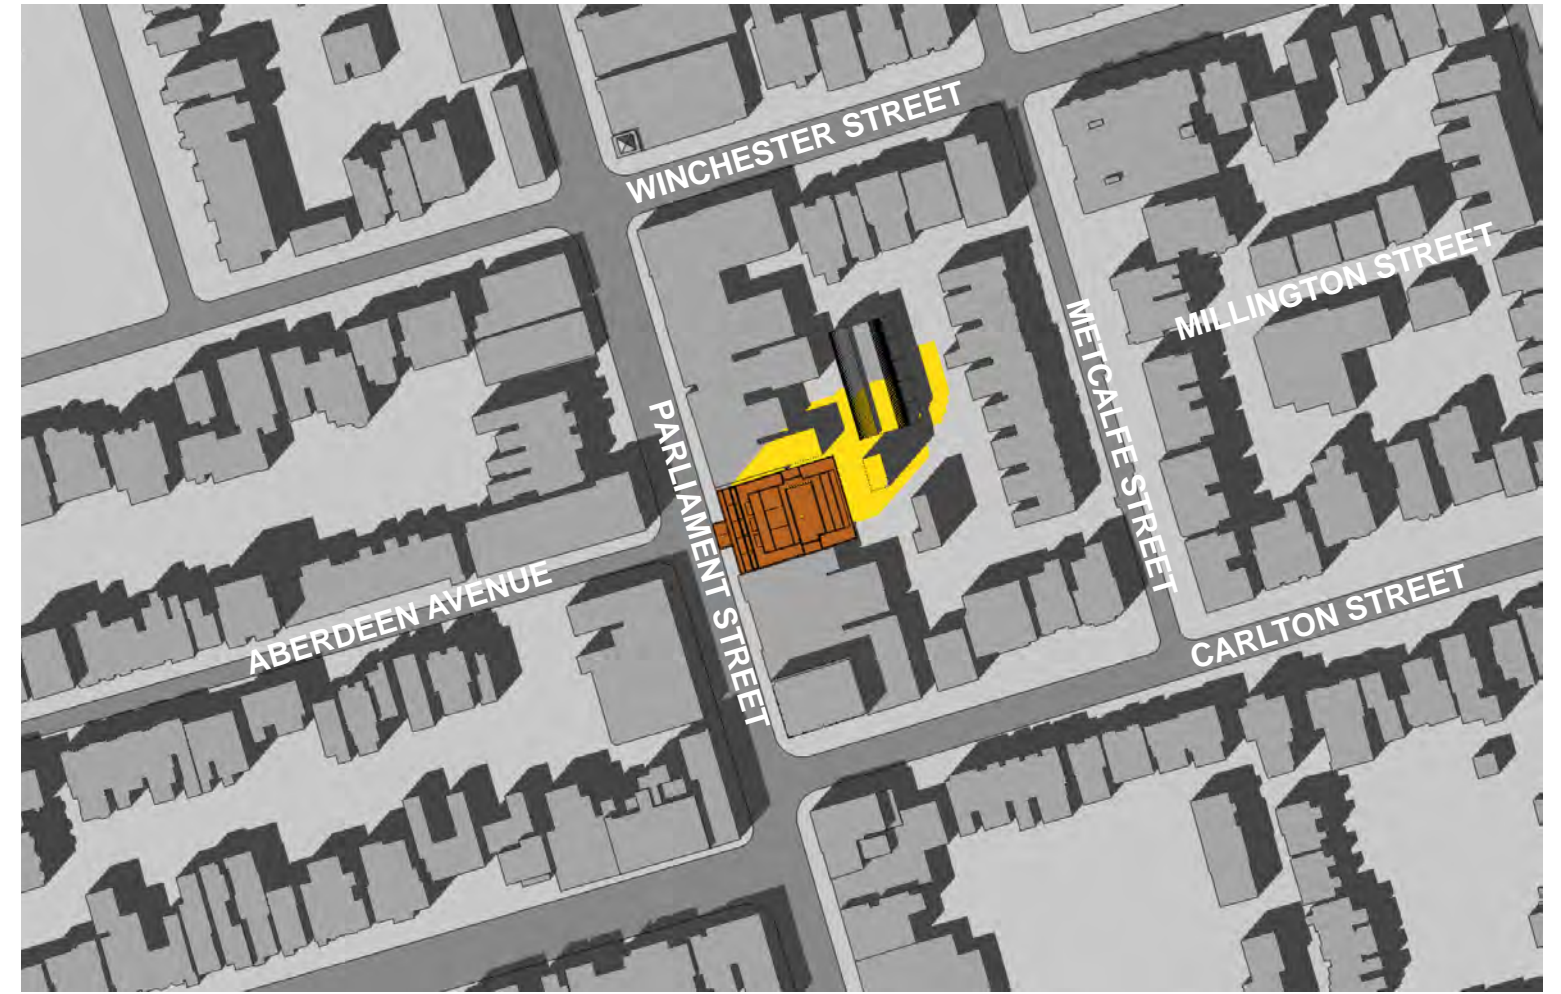 WINCHESTER STREET
MILLINGTON STREET
METCALFE STREET
PARLIAMENT STREET
ABERDEEN AVENUE
CARLTON STREET